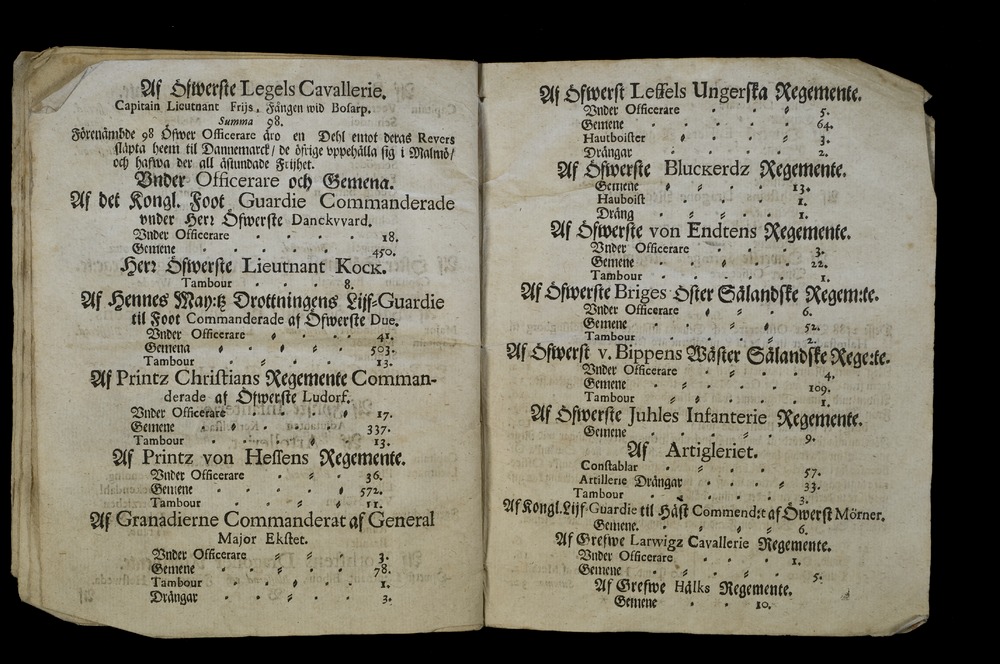 Af Öfwerste Legels Cavallerie.
Capitain Lieutnant Frijs, Fången wid Bosarp.
Summa 98.
Förenämbde 98 Öfwer Officerare äro en Dehl emot deras Revers
släpta heem til Dannemarck/ de öfrige uppehålla sig i Malmö/
och hafwa der all åstundade Frijhet.
Vnder Officerare och Gemena.
Af det Kongl. Foot Guardie Commanderade
vnder Herr Öfwerste Danckvvard.
Vnder Officerare 18.
Gemene 450.
Herr Öfwerste Lieutnant Kock.
Tambour 8.
Af Hennes May:tz Drottningens Lijf-Guardie
til Foot Commanderade af Öfwerste Due.
Vnder Officerare 41.
Gemena 503.
Tambour 13.
Af Printz Christians Regemente Comman-
derade af Öfwerste Ludorf.
Vnder Officerare 17.
Gemene 337.
Tambour 13.
Af Printz von Hessens Regemente.
Vnder Officerare 36.
Gemene 572.
Tambour 11.
Af Granadierne Commanderat af General
Major Ekstet.
Vnder Officerare 3.
Gemene 78.
Tambour 1.
Drängar 3.
Af Öfwerst Leffels Ungerska Regemente.
Vnder Officerare 5.
Gemene 64.
Hautboister 3.
Drängar 2.
Af Öfwerste Bluckerdz Regemente.
Gemene 13.
Hauboist 1.
Dräng 1.
Af Öfwerste von Endtens Regemente.
Vnder Officerare 3.
Gemene 22.
Tambour 1.
Af Öfwerste Briges Öster Sälandske Regem:te.
Vnder Officerare 6.
Gemene 52.
Tambour 2.
Af Öfwerst v. Bippens Wäster Sälandske Rege:te.
Vnder Officerare 4.
Gemene 109.
Tambour 1.
Af Öfwerste Juhles Infanterie Regemente.
Gemene 9.
Af Artigleriet.
Constablar 57.
Artillerie Drängar 33.
Tambour 3.
Af Kongl. Lijf-Guardie til Häst Commend:t af Öwerst Mörner.
Gemene. 6.
Af Grefwe Larwigz Cavallerie Regemente.
Vnder Officerare 1.
Gemene 5.
Af Grefwe Hälks Regemente.
Gemene 10.